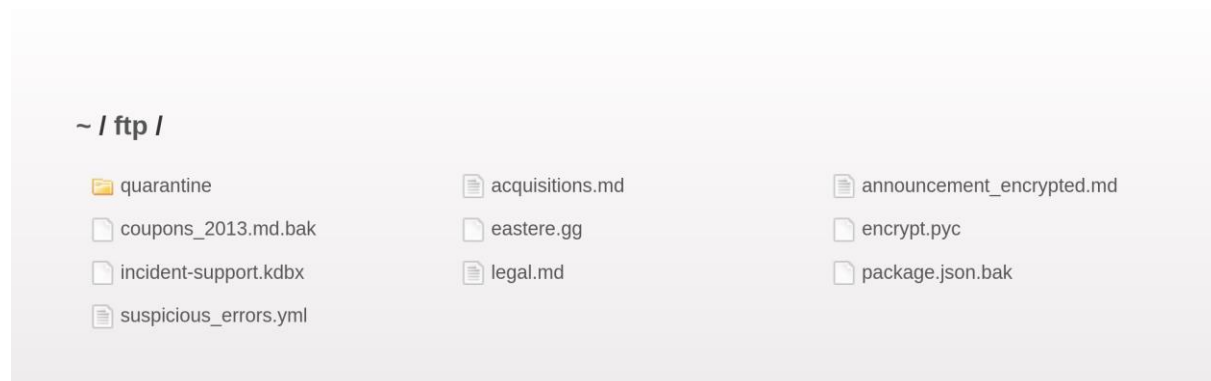 ~ / ftp /
quarantine acquisitions.md announcement_encrypted.md
coupons_2013.md.bak eastere.gg encrypt.pyc
incident-support.kdbx legal.md package.json.bak
suspicious_errors.yml